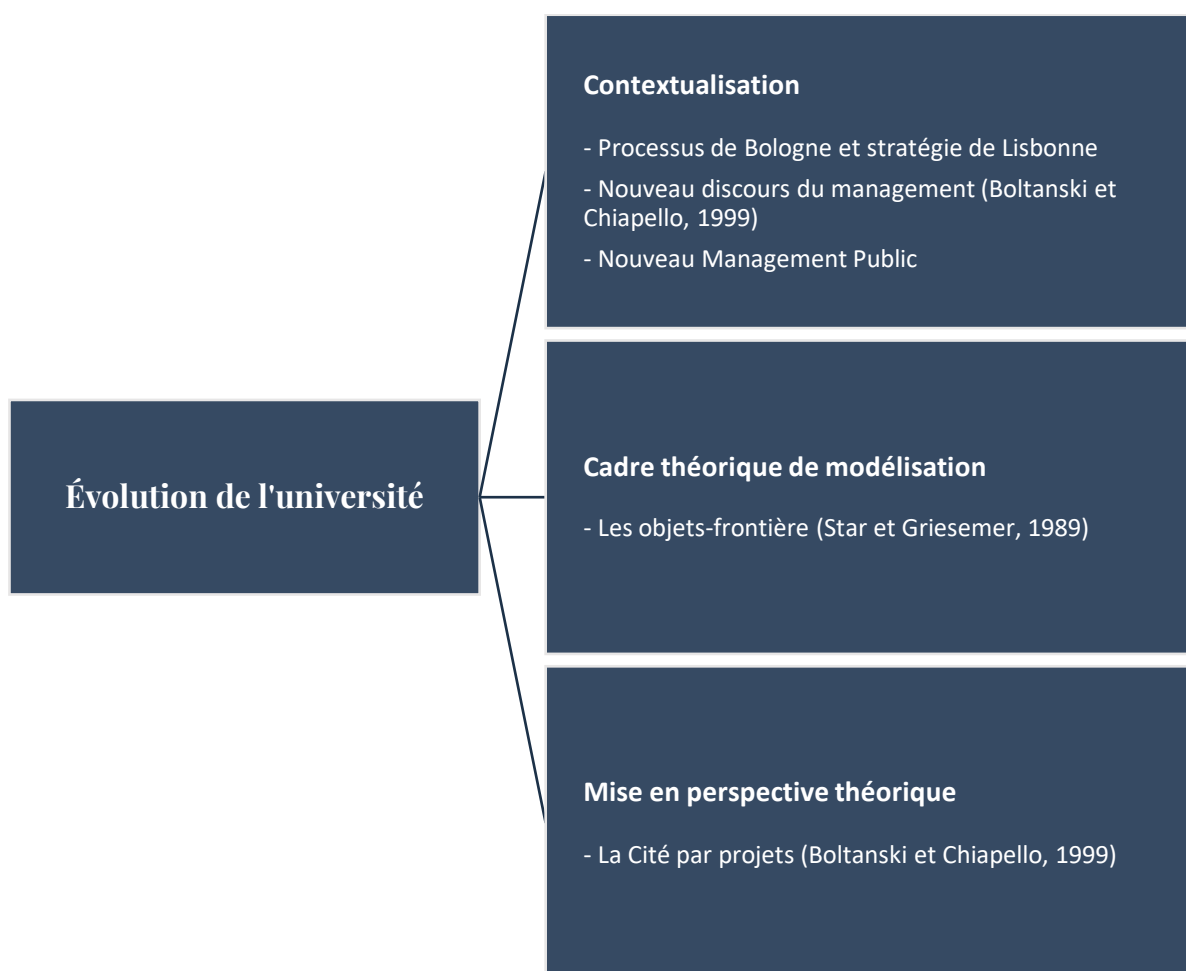 Contextualisation
- Processus de Bologne et stratégie de Lisbonne
- Nouveau discours du management (Boltanski et
Chiapello, 1999)
- Nouveau Management Public
Évolution de l'université
Cadre théorique de modélisation
- Les objets-frontière (Star et Griesemer, 1989)
Mise en perspective théorique
- La Cité par projets (Boltanski et Chiapello, 1999)